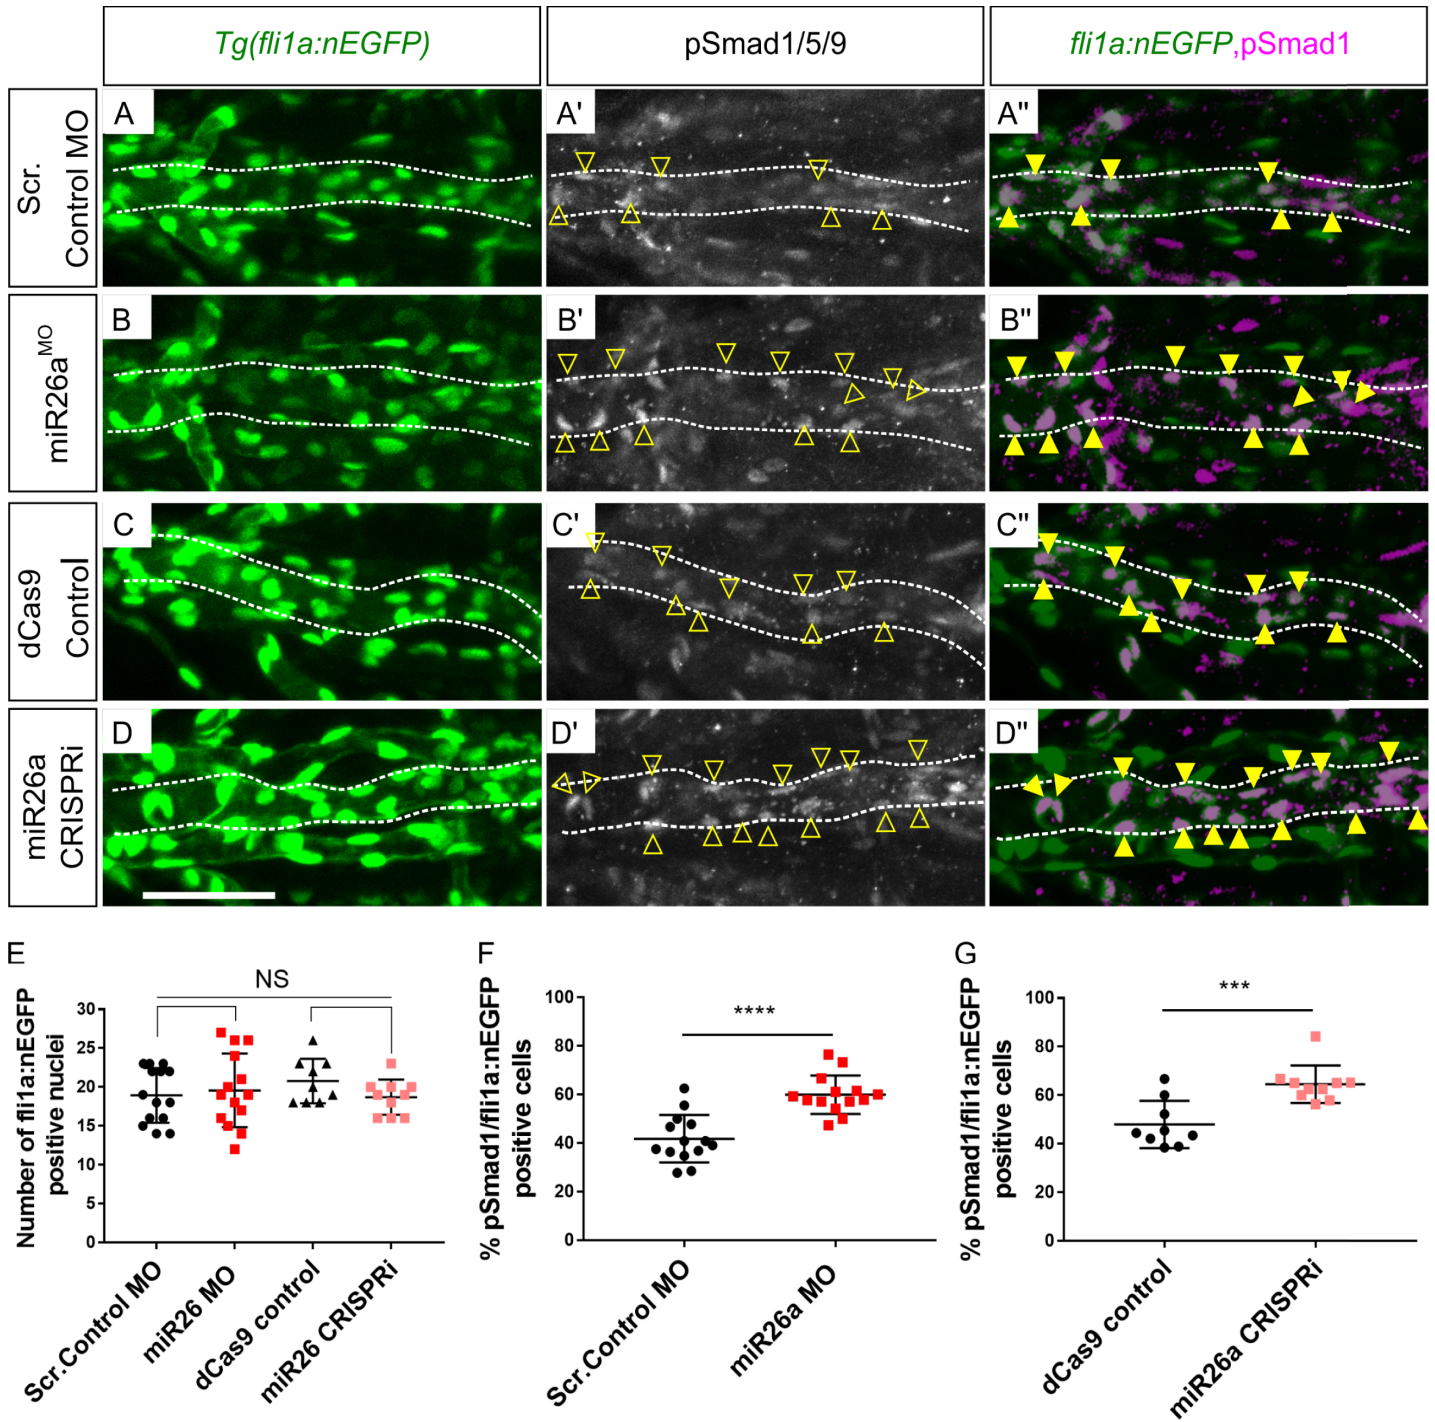 Tg(fli1a:nEGFP)
pSmad1/5/9
fli1a:nEGFP,pSmad1
Scr.
Control MO
A
A'
A"
miR26aMO
B
B'
B"
dCas9
Control
C
C'
C"
miR26a
CRISPRi
D
D'
D"
E
NS
Number of fli1a:nEGFP
positive nuclei
30
25
20
15
10
5
0
Scr.Control MO
miR26 MO
dCas9 control
miR26 CRISPRi
F
****
% pSmad1/fli1a:nEGFP
positive cells
100
80
60
40
20
0
Scr.Control MO
miR26a MO
G
***
% pSmad1/fli1a:nEGFP
positive cells
100
80
60
40
20
0
dCas9 control
miR26a CRISPRi